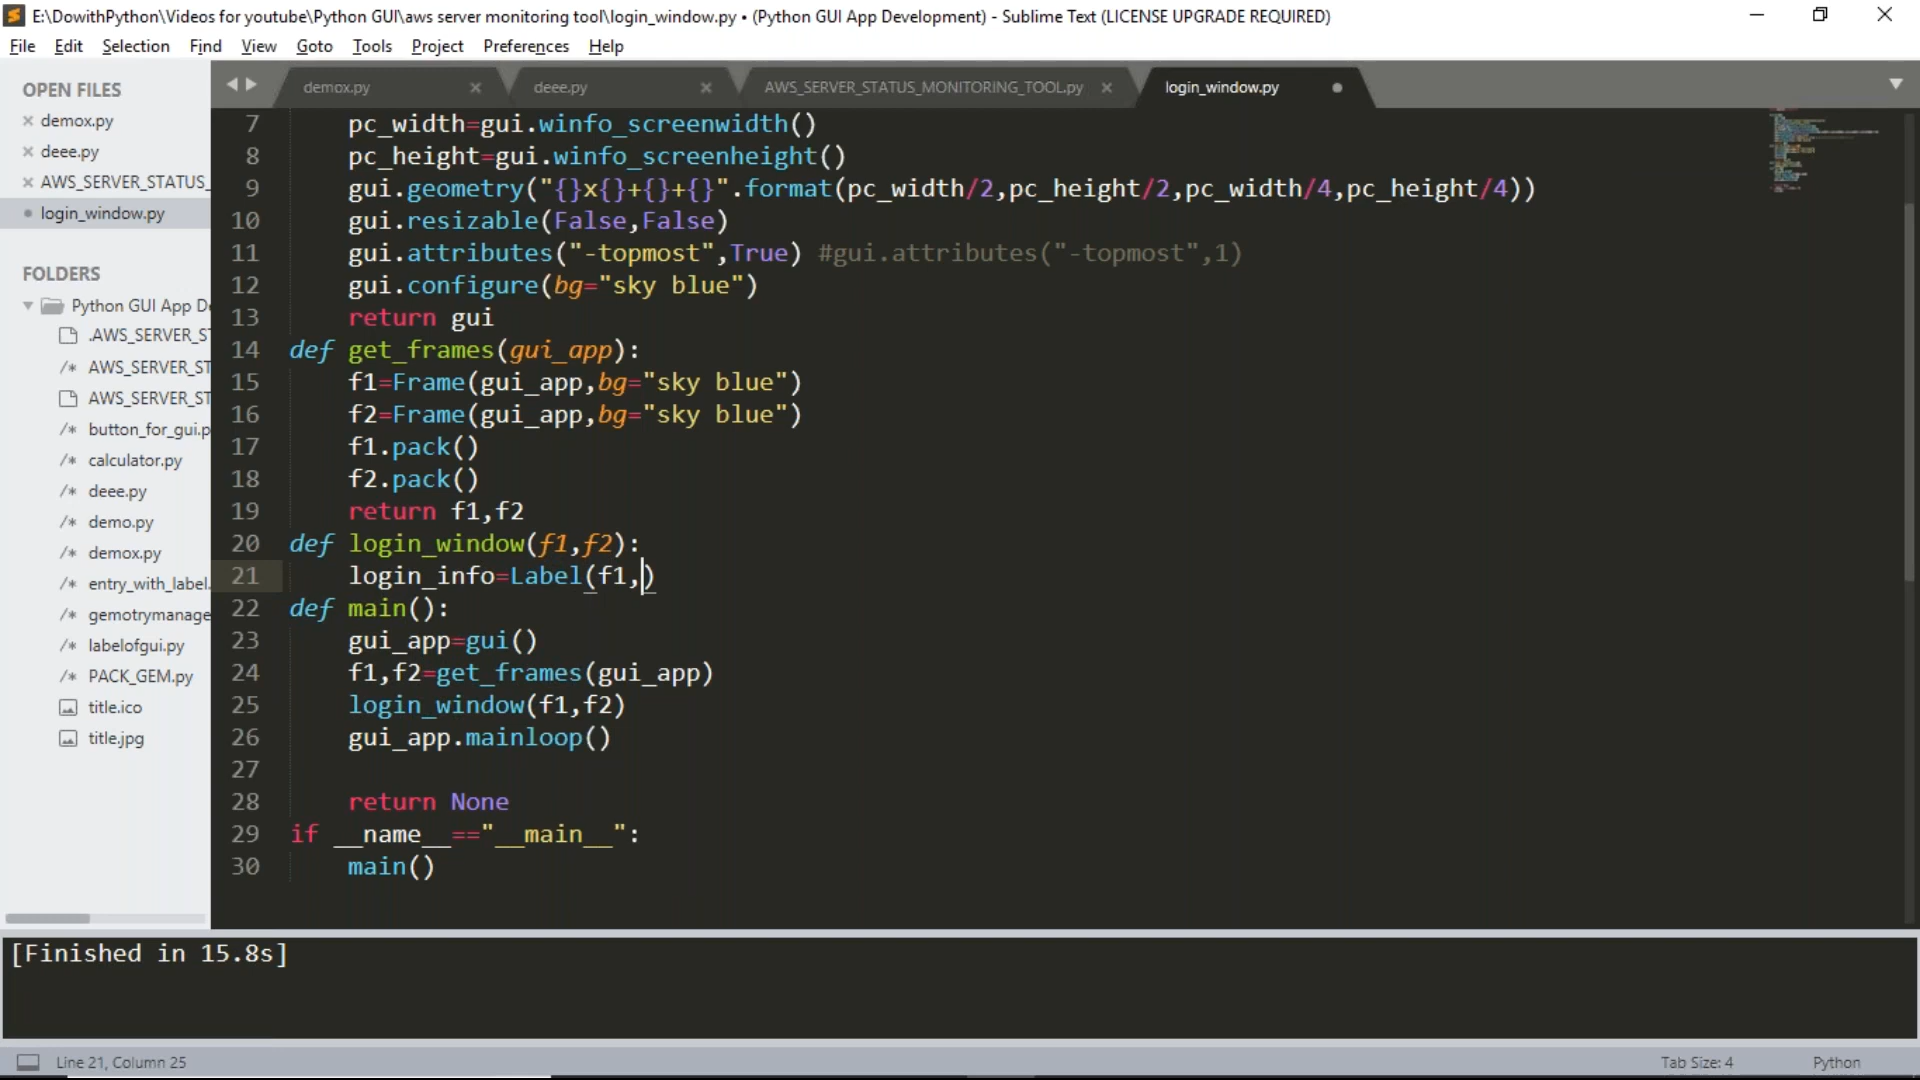 E:\DowithPython\Videos for youtube\Python GUI\aws server monitoring tool\login_window.py • (Python GUI App Development) - Sublime Text (LICENSE UPGRADE REQUIRED)
File Edit Selection Find View Goto Tools Project Preferences Help
OPEN FILES
demox.py
deee.py
AWS_SERVER_STATUS_
login_window.py
FOLDERS
Python GUI App De
.AWS_SERVER_ST
/* AWS_SERVER_ST
AWS_SERVER_ST
/* button_for_gui.p
/* calculator.py
/* deee.py
/* demo.py
/* demox.py
/* entry_with_label.
/* gemotrymanage
/* labelofgui.py
/* PACK_GEM.py
title.ico
title.jpg
demox.py deee.py AWS_SERVER_STATUS_MONITORING_TOOL.py login_window.py
7 pc_width=gui.winfo_screenwidth()
8 pc_height=gui.winfo_screenheight()
9 gui.geometry("{}x{}+{}+{}".format(pc_width/2,pc_height/2,pc_width/4,pc_height/4))
10 gui.resizable(False,False)
11 gui.attributes("-topmost",True) #gui.attributes("-topmost",1)
12 gui.configure(bg="sky blue")
13 return gui
14 def get_frames(gui_app):
15 f1=Frame(gui_app,bg="sky blue")
16 f2=Frame(gui_app,bg="sky blue")
17 f1.pack()
18 f2.pack()
19 return f1,f2
20 def login_window(f1,f2):
21 login_info=Label(f1,)
22 def main():
23 gui_app=gui()
24 f1,f2=get_frames(gui_app)
25 login_window(f1,f2)
26 gui_app.mainloop()
27
28 return None
29 if __name__=="__main__":
30 main()
[Finished in 15.8s]
Line 21, Column 25 Tab Size: 4 Python